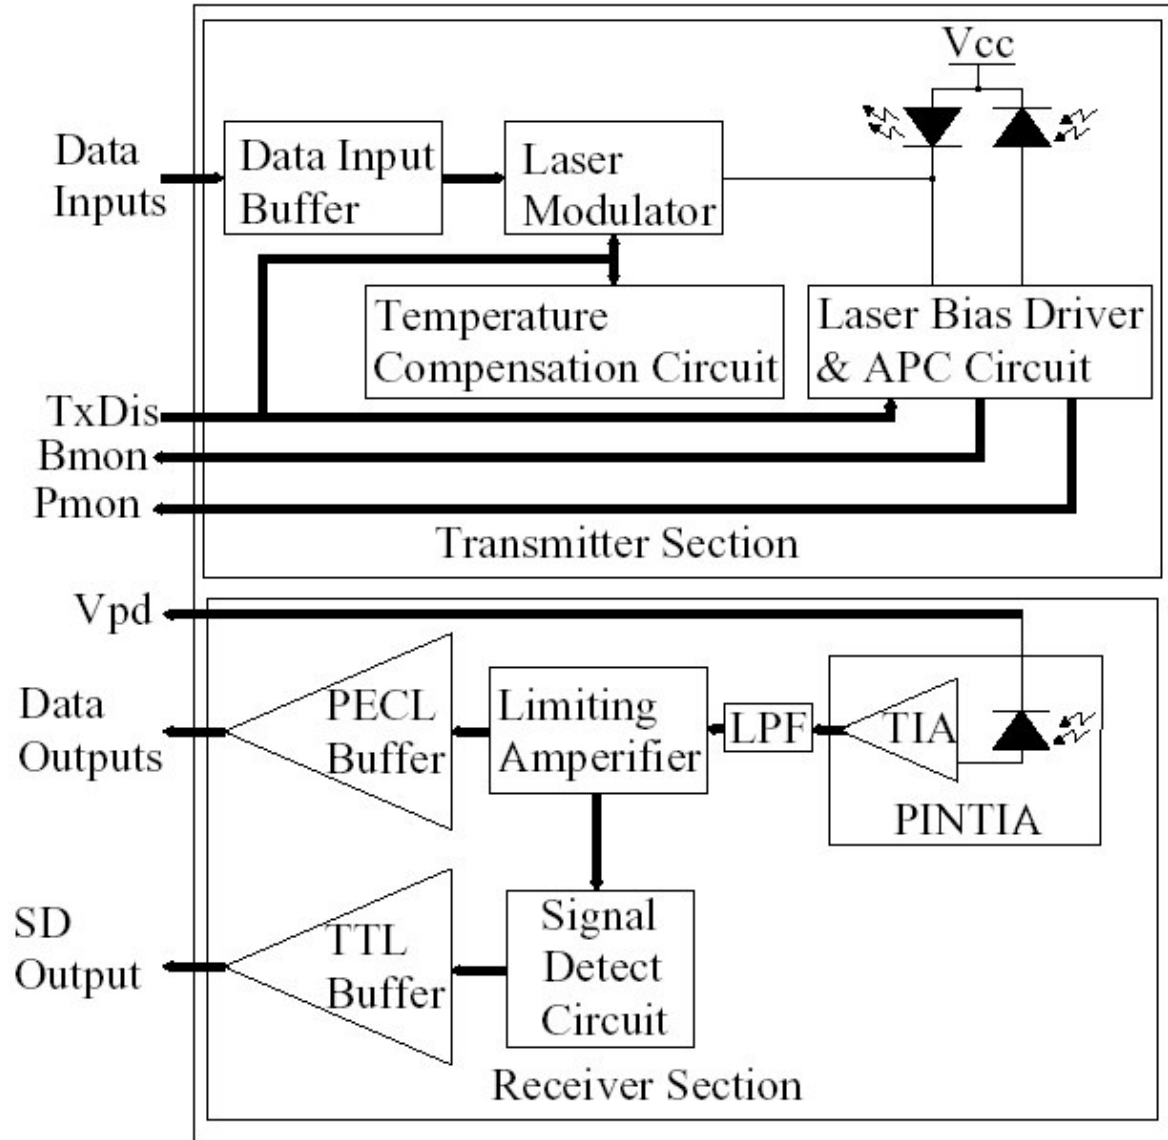 Vcc
Data
Inputs
Data Input
Buffer
Laser
Modulator
Temperature
Compensation Circuit
Laser Bias Driver
& APC Circuit
TxDis
Bmon
Pmon
Transmitter Section
Vpd
Data
Outputs
PECL
Buffer
Limiting
Amperifier
LPF
TIA
PINTIA
SD
Output
TTL
Buffer
Signal
Detect
Circuit
Receiver Section